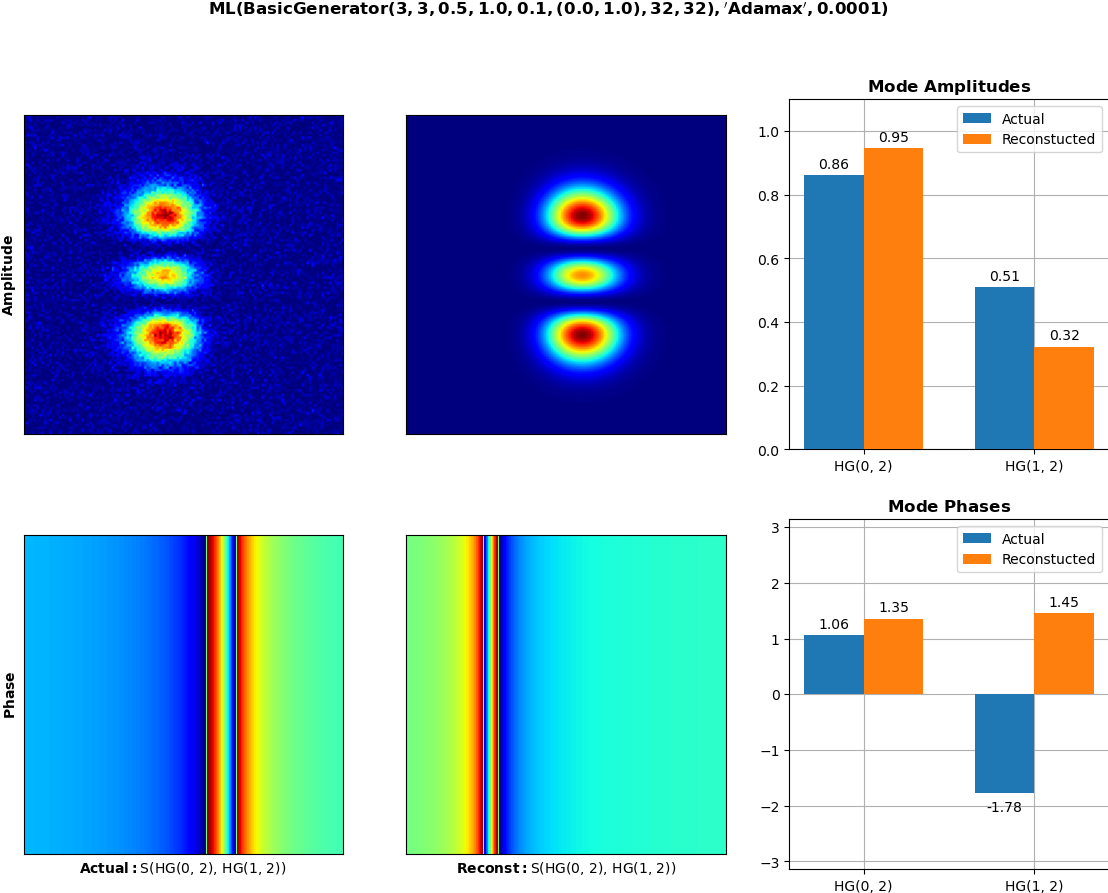 ML(BasicGenerator(3, 3, 0.5, 1.0, 0.1, (0.0, 1.0), 32, 32), ′Adamax′, 0.0001)
Amplitude
Mode Amplitudes
Actual
Reconstucted
1.0
0.8
0.6
0.4
0.2
0.0
0.86
0.95
0.51
0.32
HG(0, 2)
HG(1, 2)
Phase
Actual: S(HG(0, 2), HG(1, 2))
Reconst: S(HG(0, 2), HG(1, 2))
Mode Phases
Actual
Reconstucted
3
2
1
0
−1
−2
−3
1.06
1.35
1.45
-1.78
HG(0, 2)
HG(1, 2)